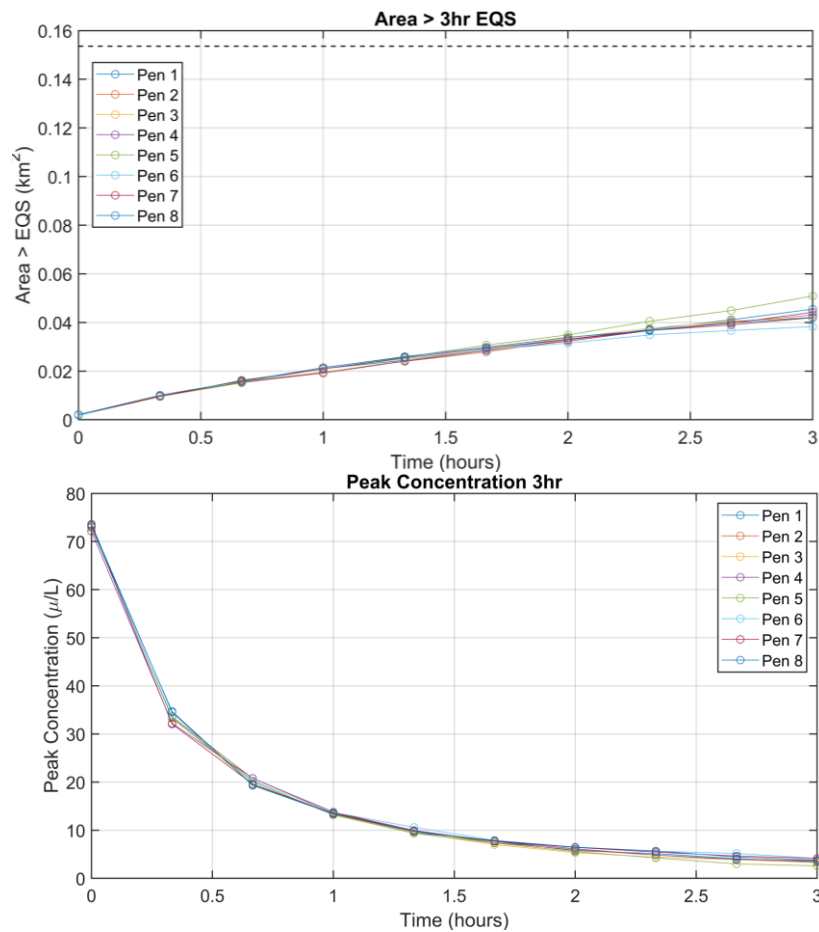 Area > 3hr EQS
Area > EQS (km²)
0.16
0.14
0.12
0.1
0.08
0.06
0.04
0.02
0
Pen 1
Pen 2
Pen 3
Pen 4
Pen 5
Pen 6
Pen 7
Pen 8
0 0.5 1 1.5 2 2.5 3
Time (hours)
Peak Concentration 3hr
Peak Concentration (μ/L)
80
70
60
50
40
30
20
10
0
Pen 1
Pen 2
Pen 3
Pen 4
Pen 5
Pen 6
Pen 7
Pen 8
0 0.5 1 1.5 2 2.5 3
Time (hours)